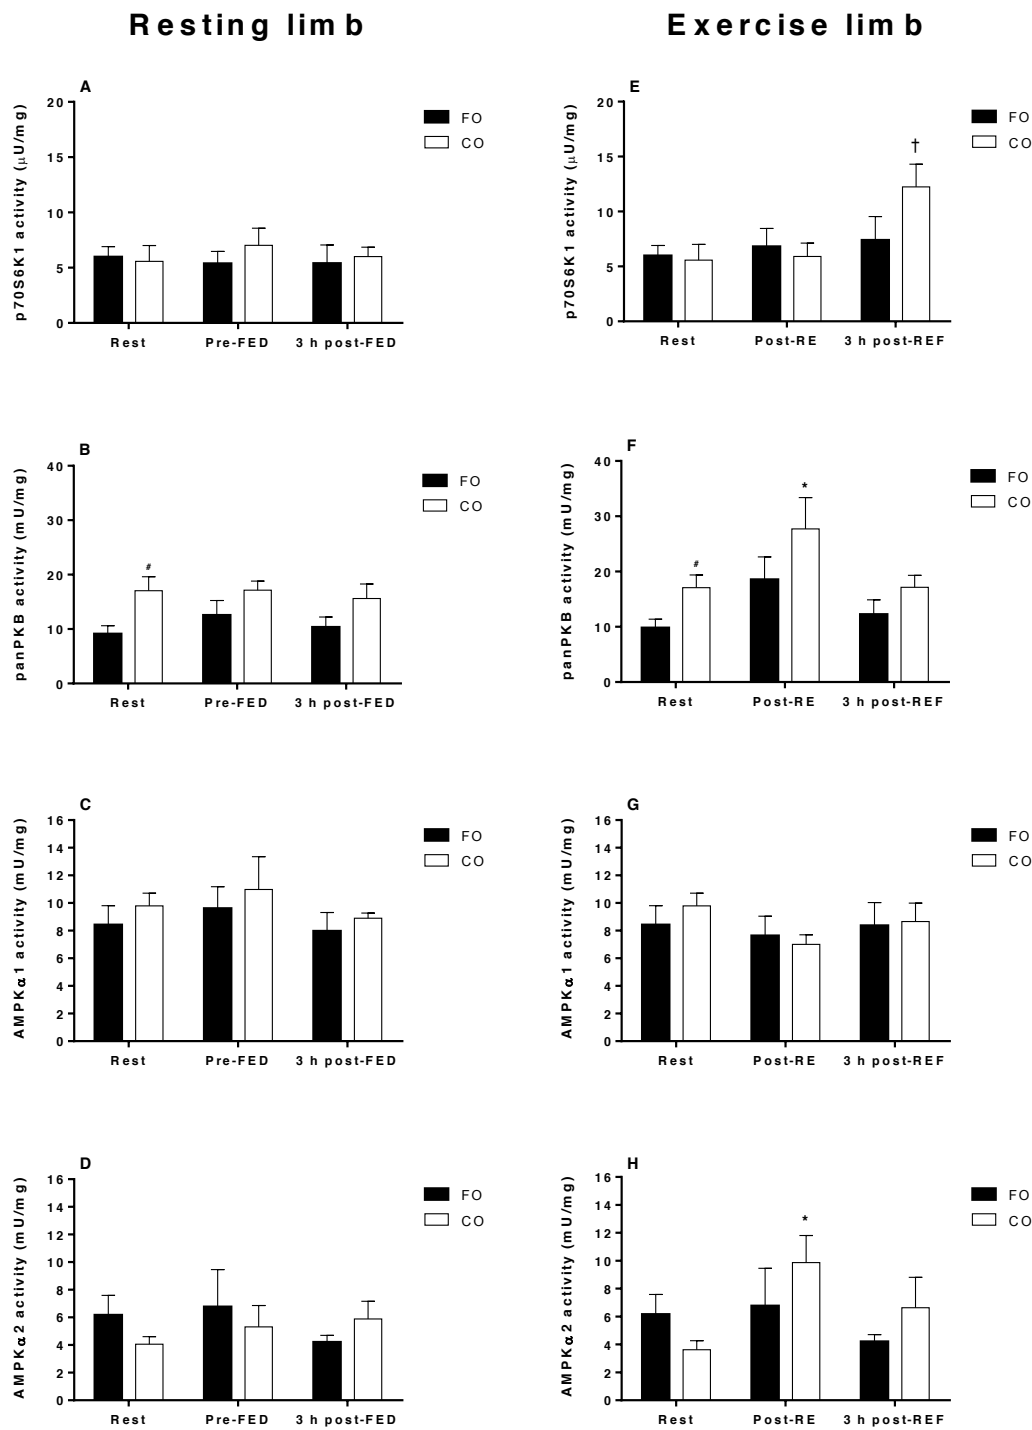 Resting limb
Exercise limb
A
p70S6K1 activity (μU/mg)
20
15
10
5
0
Rest Pre-FED 3 h post-FED
FO
CO
E
p70S6K1 activity (μU/mg)
20
15
10
5
0
†
Rest Post-RE 3 h post-REF
FO
CO
B
panPKB activity (mU/mg)
40
30
20
10
0
#
Rest Pre-FED 3 h post-FED
FO
CO
F
panPKB activity (mU/mg)
40
30
20
10
0
#
*
Rest Post-RE 3 h post-REF
FO
CO
C
AMPKα1 activity (mU/mg)
16
14
12
10
8
6
4
2
0
Rest Pre-FED 3 h post-FED
FO
CO
G
AMPKα1 activity (mU/mg)
16
14
12
10
8
6
4
2
0
Rest Post-RE 3 h post-REF
FO
CO
D
AMPKα2 activity (mU/mg)
16
14
12
10
8
6
4
2
0
Rest Pre-FED 3 h post-FED
FO
CO
H
AMPKα2 activity (mU/mg)
16
14
12
10
8
6
4
2
0
*
Rest Post-RE 3 h post-REF
FO
CO